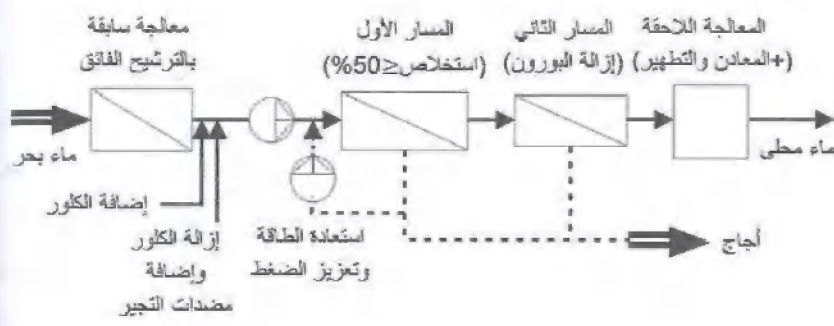 معالجة سابقة
بالترشيح الفائق
المسار الأول
(استخلاص≤50%)
المسار الثاني
(إزالة البورون)
المعالجة اللاحقة
(+المعادن والتطهير)
ماء بحر
ماء محلى
إضافة الكلور
إزالة الكلور
وإضافة
مضدات التجير
استعادة الطاقة
وتعزيز الضغط
أجاج